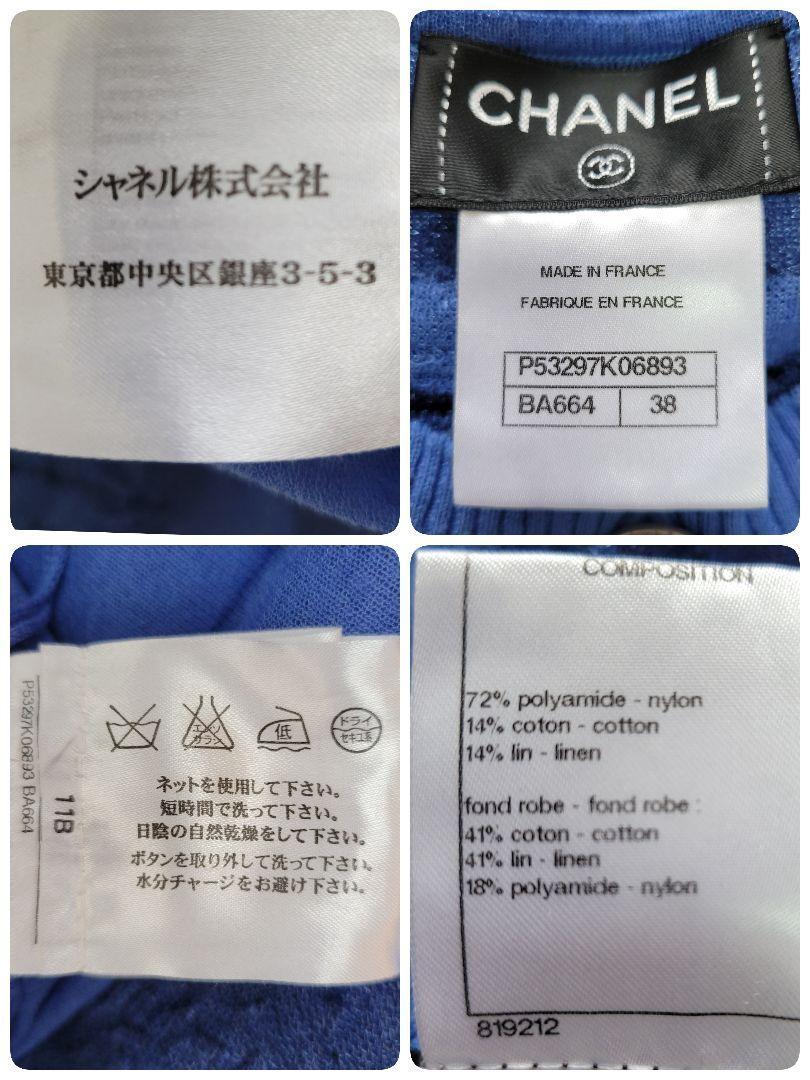 シャネル株式会社
東京都中央区銀座3-5-3
CHANEL
MADE IN FRANCE
FABRIQUE EN FRANCE
P53297K06893
BA664 38
P53297K06893 BA664
11B
エンソ
サラシ
低
ドライ
セキユ系
ネットを使用して下さい。
短時間で洗って下さい。
日陰の自然乾燥をして下さい。
ボタンを取り外して洗って下さい。
水分チャージをお避け下さい。
COMPOSITION
72% polyamide - nylon
14% coton - cotton
14% lin - linen
fond robe - fond robe :
41% coton - cotton
41% lin - linen
18% polyamide - nylon
819212